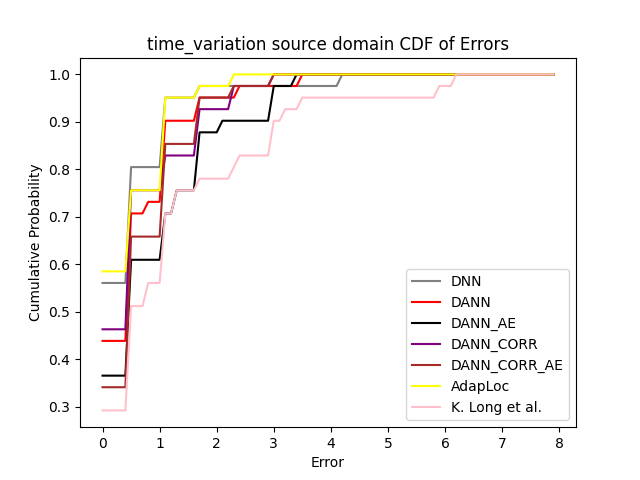 time_variation source domain CDF of Errors
Cumulative Probability
1.0
0.9
0.8
0.7
0.6
0.5
0.4
0.3
0 1 2 3 4 5 6 7 8
Error
DNN
DANN
DANN_AE
DANN_CORR
DANN_CORR_AE
AdapLoc
K. Long et al.